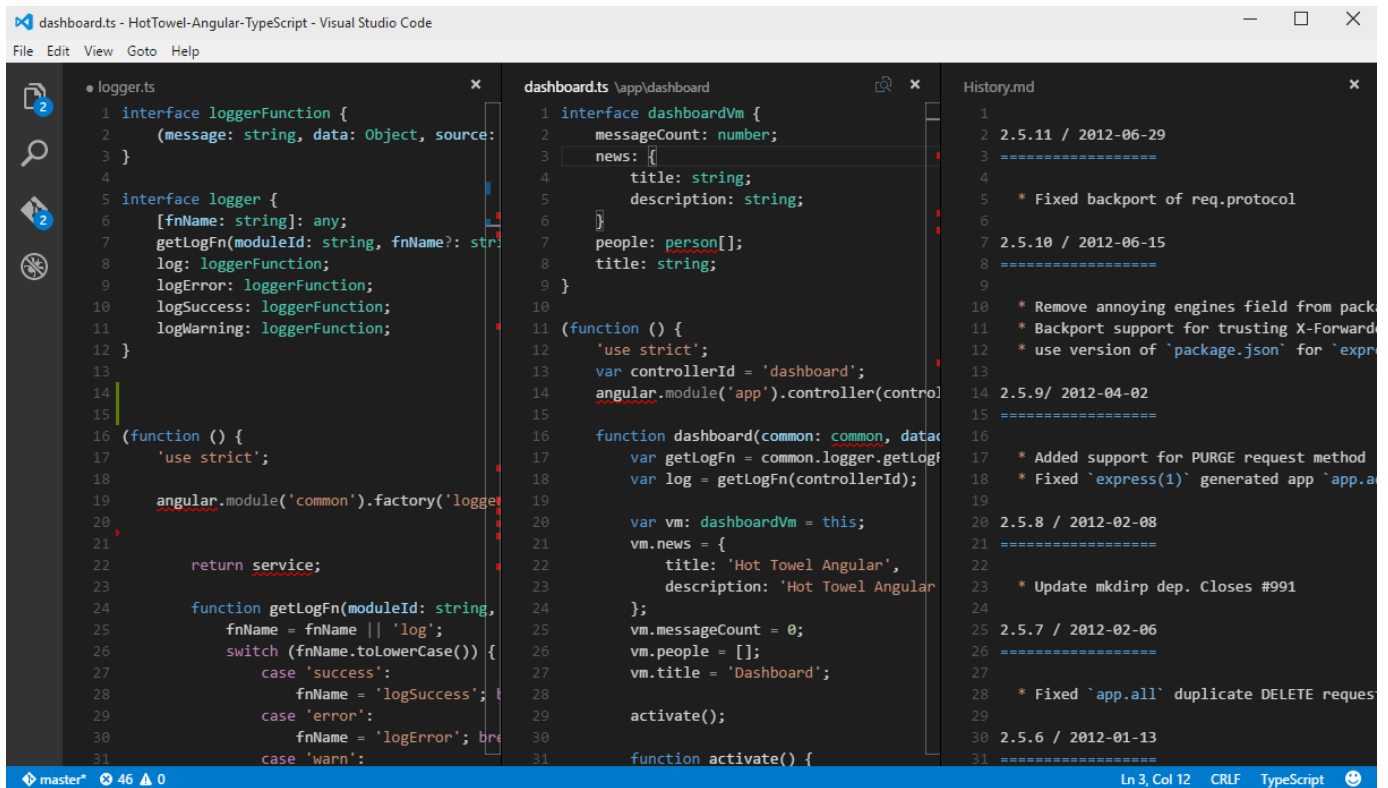 dashboard.ts - HotTowel-Angular-TypeScript - Visual Studio Code
File Edit View Goto Help
2
2
● logger.ts
1 interface loggerFunction {
2 (message: string, data: Object, source:
3 }
4
5 interface logger {
6 [fnName: string]: any;
7 getLogFn(moduleId: string, fnName?: stri
8 log: loggerFunction;
9 logError: loggerFunction;
10 logSuccess: loggerFunction;
11 logWarning: loggerFunction;
12 }
13
14
15
16 (function () {
17 'use strict';
18
19 angular.module('common').factory('logge
20
21
22 return service;
23
24 function getLogFn(moduleId: string,
25 fnName = fnName || 'log';
26 switch (fnName.toLowerCase()) {
27 case 'success':
28 fnName = 'logSuccess'; b
29 case 'error':
30 fnName = 'logError'; bre
31 case 'warn':
dashboard.ts \app\dashboard
1 interface dashboardVm {
2 messageCount: number;
3 news: {
4 title: string;
5 description: string;
6 }
7 people: person[];
8 title: string;
9 }
10
11 (function () {
12 'use strict';
13 var controllerId = 'dashboard';
14 angular.module('app').controller(control
15
16 function dashboard(common: common, datac
17 var getLogFn = common.logger.getLogF
18 var log = getLogFn(controllerId);
19
20 var vm: dashboardVm = this;
21 vm.news = {
22 title: 'Hot Towel Angular',
23 description: 'Hot Towel Angular
24 };
25 vm.messageCount = 0;
26 vm.people = [];
27 vm.title = 'Dashboard';
28
29 activate();
30
31 function activate() {
History.md
1
2 2.5.11 / 2012-06-29
3 ==================
4
5 * Fixed backport of req.protocol
6
7 2.5.10 / 2012-06-15
8 ==================
9
10 * Remove annoying engines field from packa
11 * Backport support for trusting X-Forwarde
12 * use version of `package.json` for `expre
13
14 2.5.9/ 2012-04-02
15 ==================
16
17 * Added support for PURGE request method
18 * Fixed `express(1)` generated app `app.ad
19
20 2.5.8 / 2012-02-08
21 ==================
22
23 * Update mkdirp dep. Closes #991
24
25 2.5.7 / 2012-02-06
26 ==================
27
28 * Fixed `app.all` duplicate DELETE request
29
30 2.5.6 / 2012-01-13
31 ==================
master* 46 0
Ln 3, Col 12 CRLF TypeScript